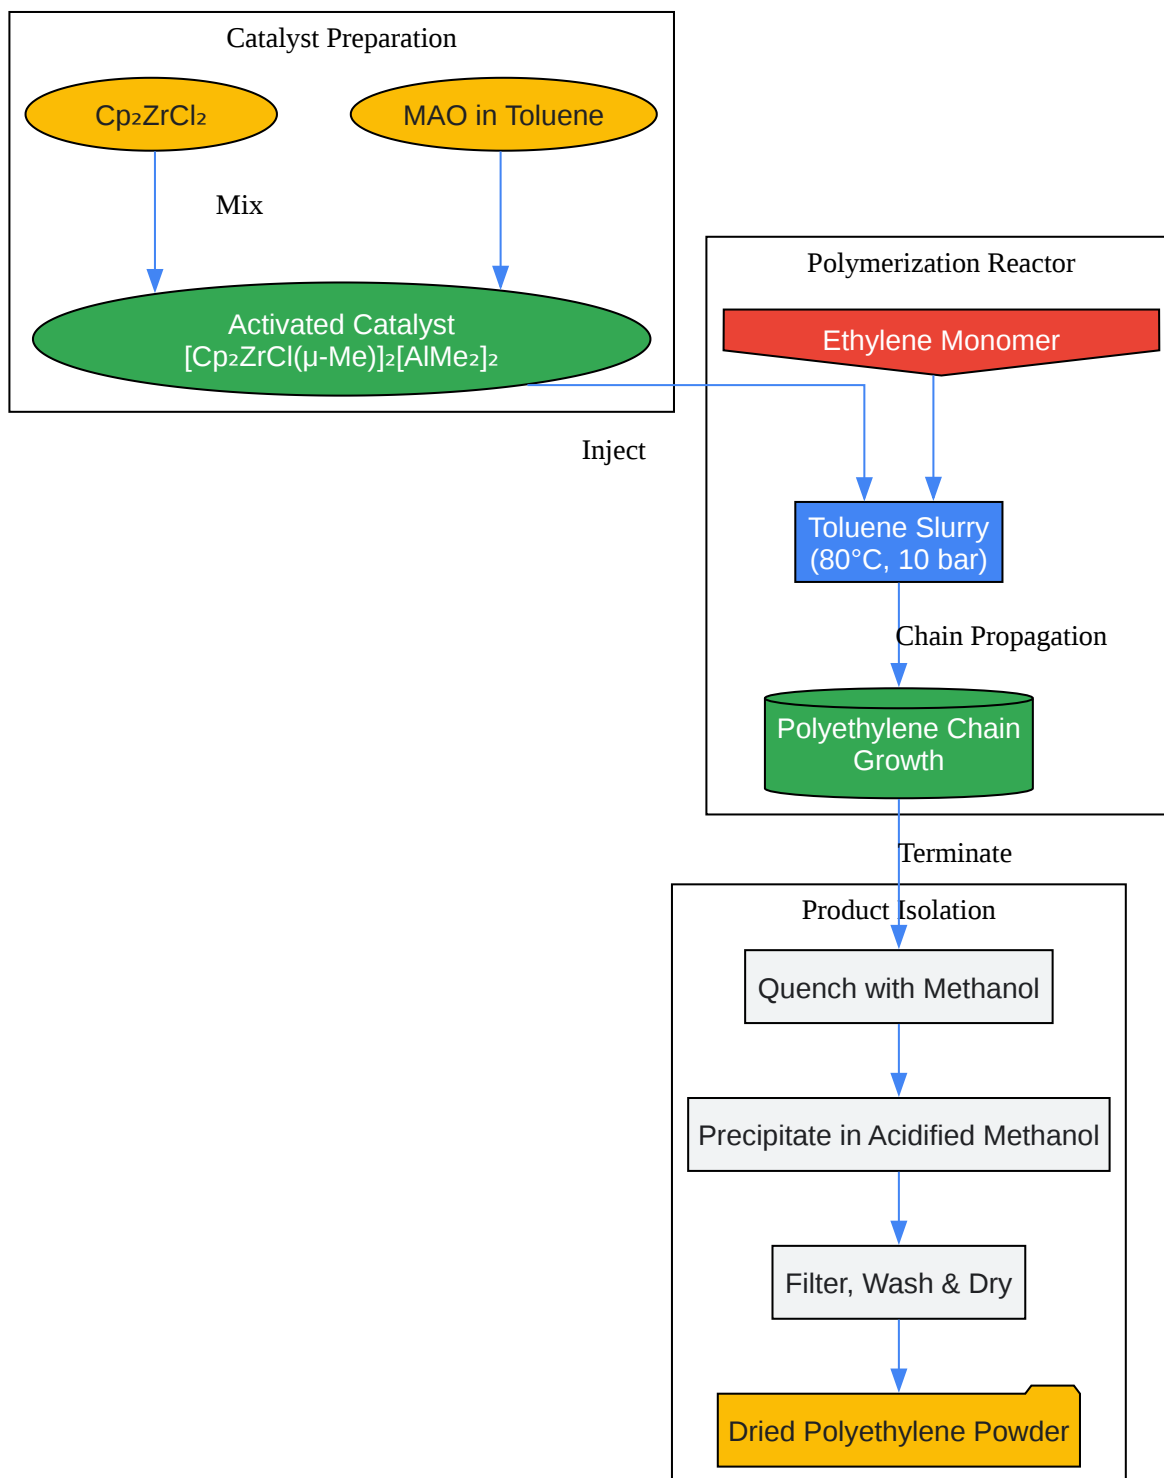 Catalyst Preparation
Cp₂ZrCl₂
MAO in Toluene
Mix
Activated Catalyst
[Cp₂ZrCl(μ-Me)]₂[AlMe₂]₂
Inject
Polymerization Reactor
Ethylene Monomer
Toluene Slurry
(80°C, 10 bar)
Chain Propagation
Polyethylene Chain
Growth
Terminate
Product Isolation
Quench with Methanol
Precipitate in Acidified Methanol
Filter, Wash & Dry
Dried Polyethylene Powder